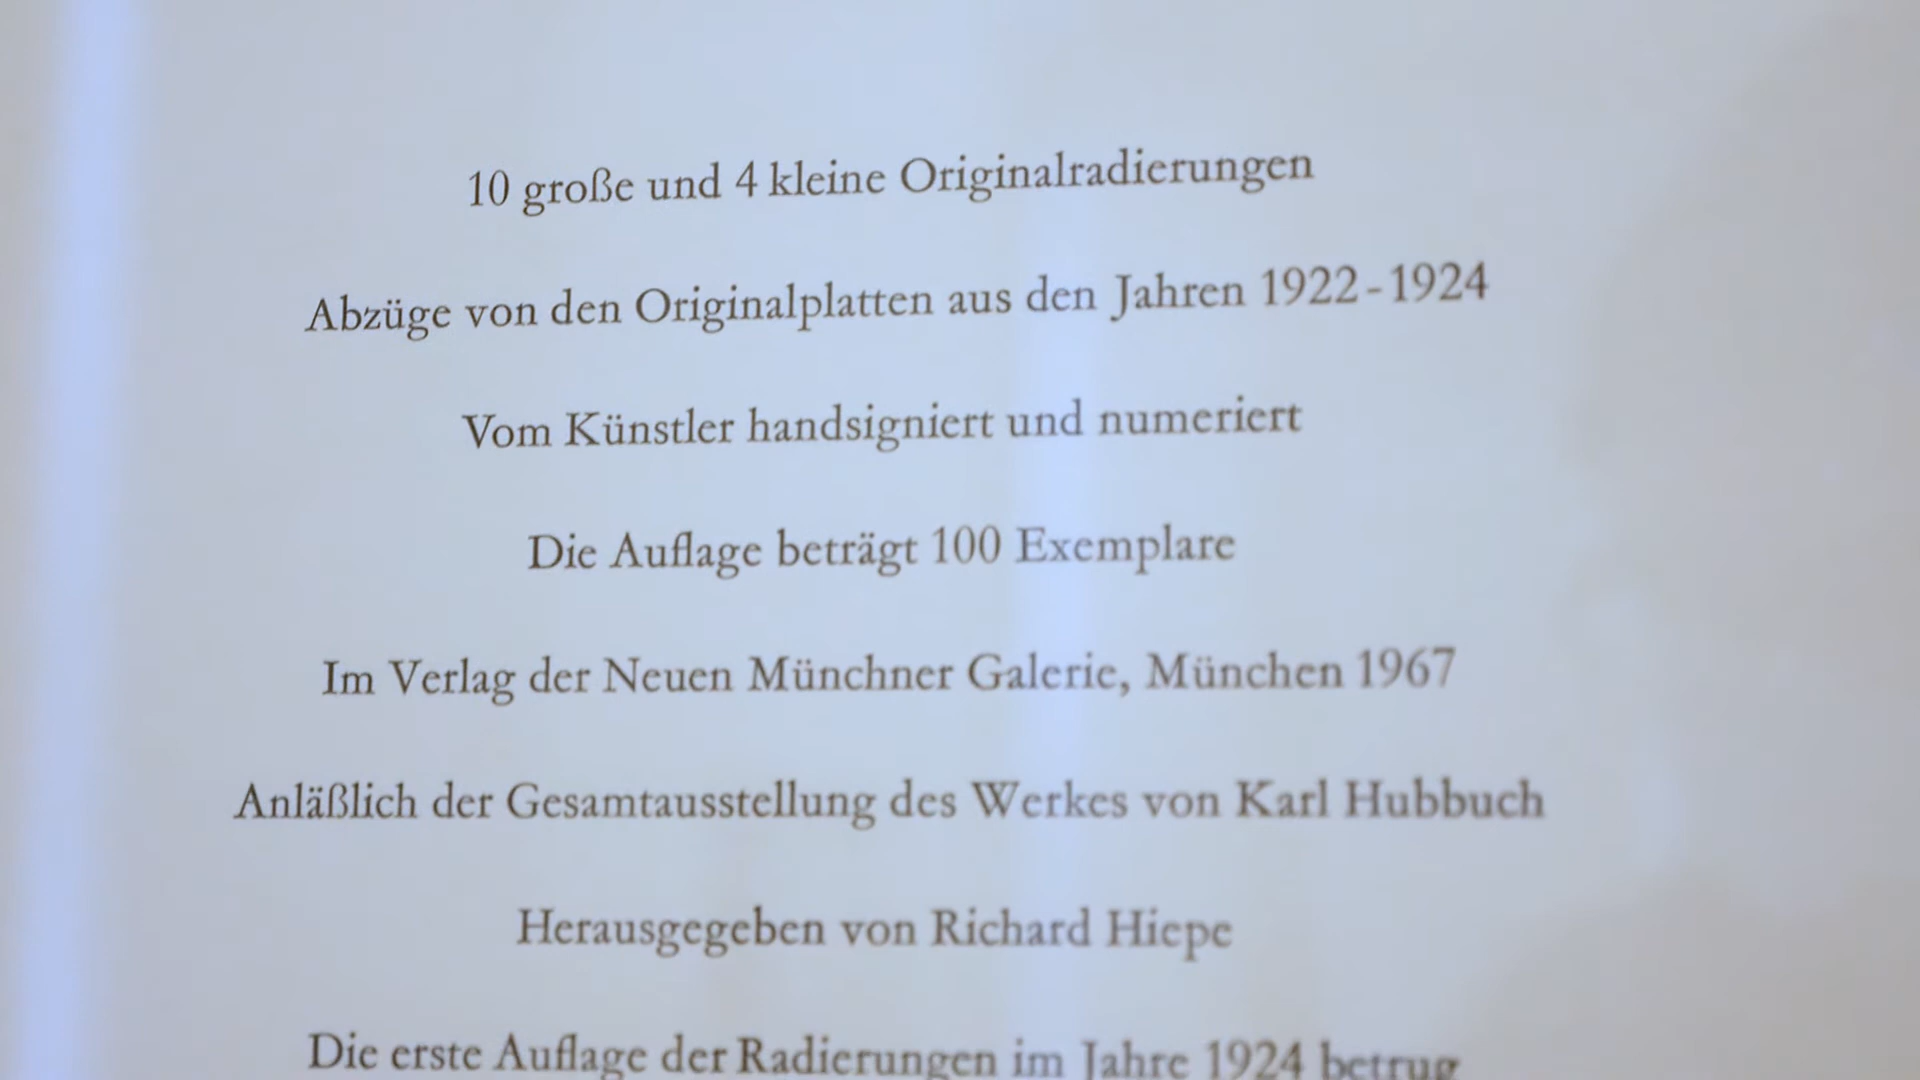 10 große und 4 kleine Originalradierungen
Abzüge von den Originalplatten aus den Jahren 1922-1924
Vom Künstler handsigniert und numeriert
Die Auflage beträgt 100 Exemplare
Im Verlag der Neuen Münchner Galerie, München 1967
Anläßlich der Gesamtausstellung des Werkes von Karl Hubbuch
Herausgegeben von Richard Hiepe
Die erste Auflage der Radierungen im Jahre 1924 betrug